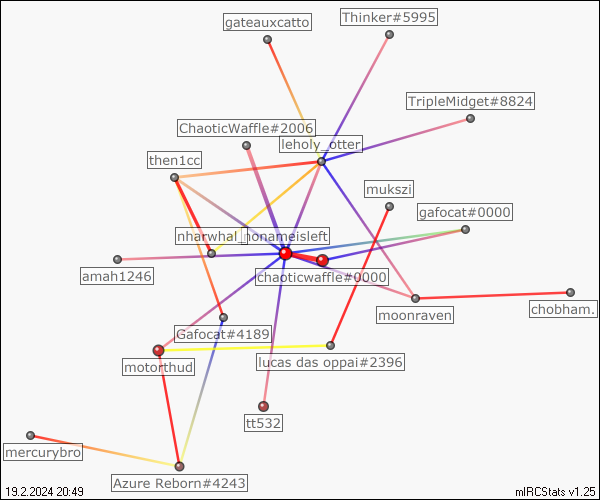 gateauxcatto
Thinker#5995
TripleMidget#8824
ChaoticWaffle#2006
leholy_otter
then1cc
mukszi
gafocat#0000
nharwhal_
amah1246
chaoticwaffle#0000
moonraven
chobham.
Gafocat#4189
motorthud
lucas das oppai#2396
tt532
mercurybro
Azure Reborn#4243
19.2.2024 20:49
mIRCStats v1.25